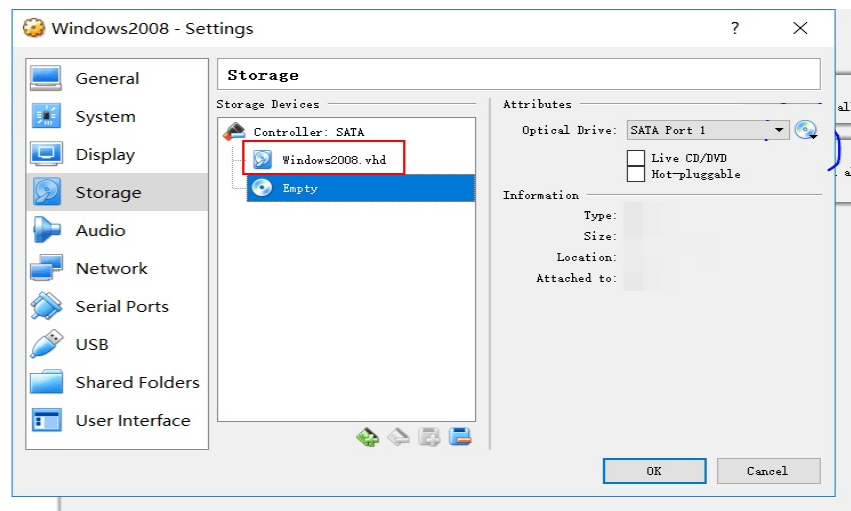 Windows2008 - Settings
?
General
System
Display
Storage
Audio
Network
Serial Ports
USB
Shared Folders
User Interface
Storage
Storage Devices
Controller: SATA
Windows2008.vhd
Empty
Attributes
Optical Drive: SATA Port 1
Live CD/DVD
Hot-pluggable
Information
Type:
Size:
Location:
Attached to:
OK
Cancel
al
a